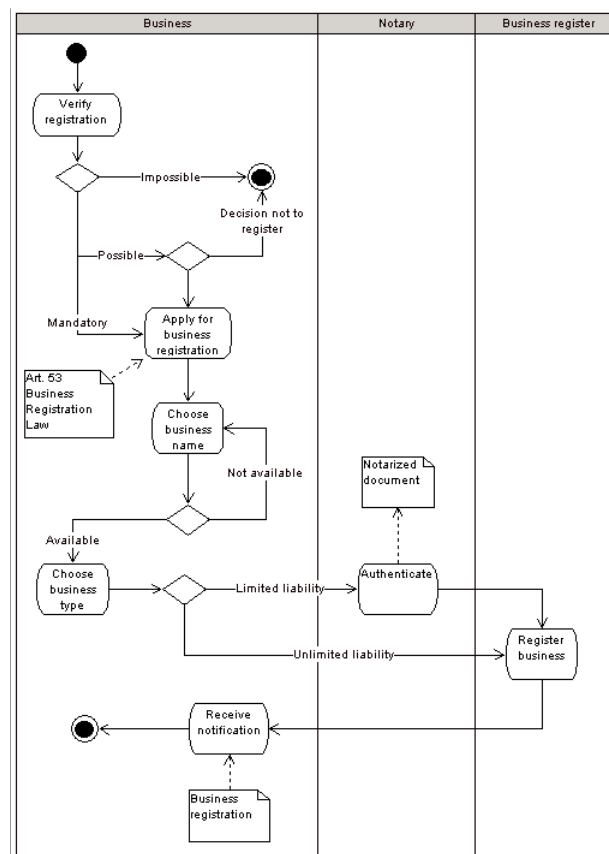 Business
Notary
Business register
Verify
registration
Impossible
Decision not to
register
Possible
Mandatory
Apply for
business
registration
Art. 53
Business
Registration
Law
Choose
business
name
Not available
Notarized
document
Available
Choose
business
type
Limited liability
Authenticate
Unlimited liability
Register
business
Receive
notification
Business
registration